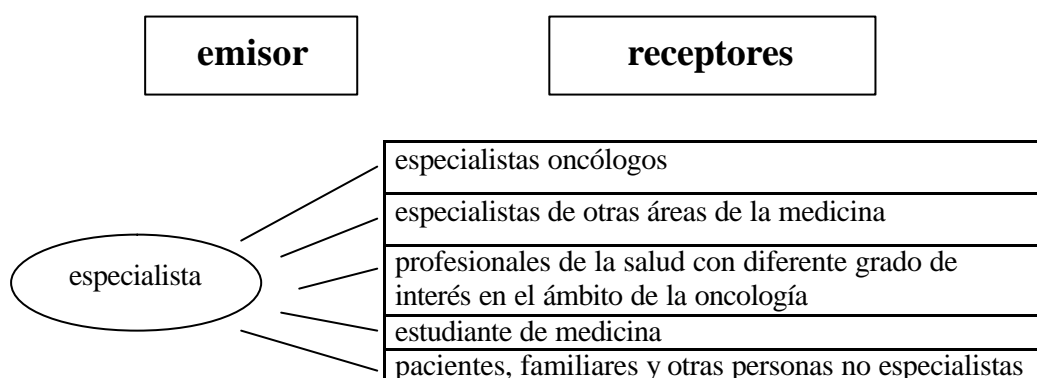 emisor
receptores
especialista
especialistas oncólogos
especialistas de otras áreas de la medicina
profesionales de la salud con diferente grado de
interés en el ámbito de la oncología
estudiante de medicina
pacientes, familiares y otras personas no especialistas